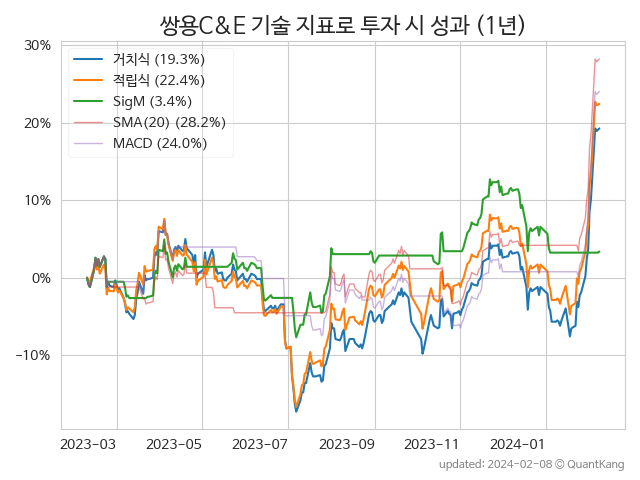 쌍용C&E 기술 지표로 투자 시 성과 (1년)
30%
20%
10%
0%
−10%
거치식 (19.3%)
적립식 (22.4%)
SigM (3.4%)
SMA(20) (28.2%)
MACD (24.0%)
2023-03 2023-05 2023-07 2023-09 2023-11 2024-01
updated: 2024-02-08 ⓒ QuantKang